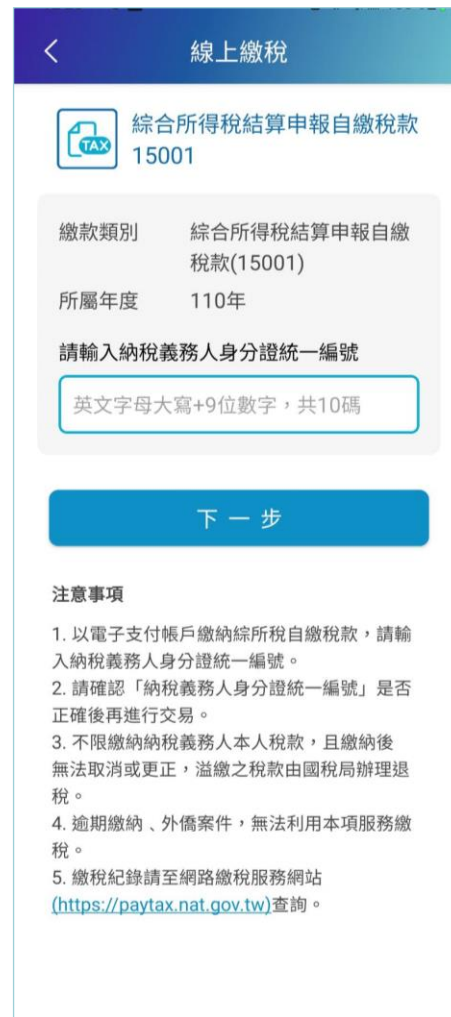 線上繳稅
綜合所得稅結算申報自繳稅款
15001
TAX
繳款類別 綜合所得稅結算申報自繳
稅款(15001)
所屬年度 110年
請輸入納稅義務人身分證統一編號
英文字母大寫+9位數字，共10碼
下一步
注意事項
1. 以電子支付帳戶繳納綜所稅自繳稅款，請輸
入納稅義務人身分證統一編號。
2. 請確認「納稅義務人身分證統一編號」是否
正確後再進行交易。
3. 不限繳納納稅義務人本人稅款，且繳納後
無法取消或更正，溢繳之稅款由國稅局辦理退
稅。
4. 逾期繳納、外僑案件，無法利用本項服務繳
稅。
5. 繳稅紀錄請至網路繳稅服務網站
(https://paytax.nat.gov.tw)查詢。